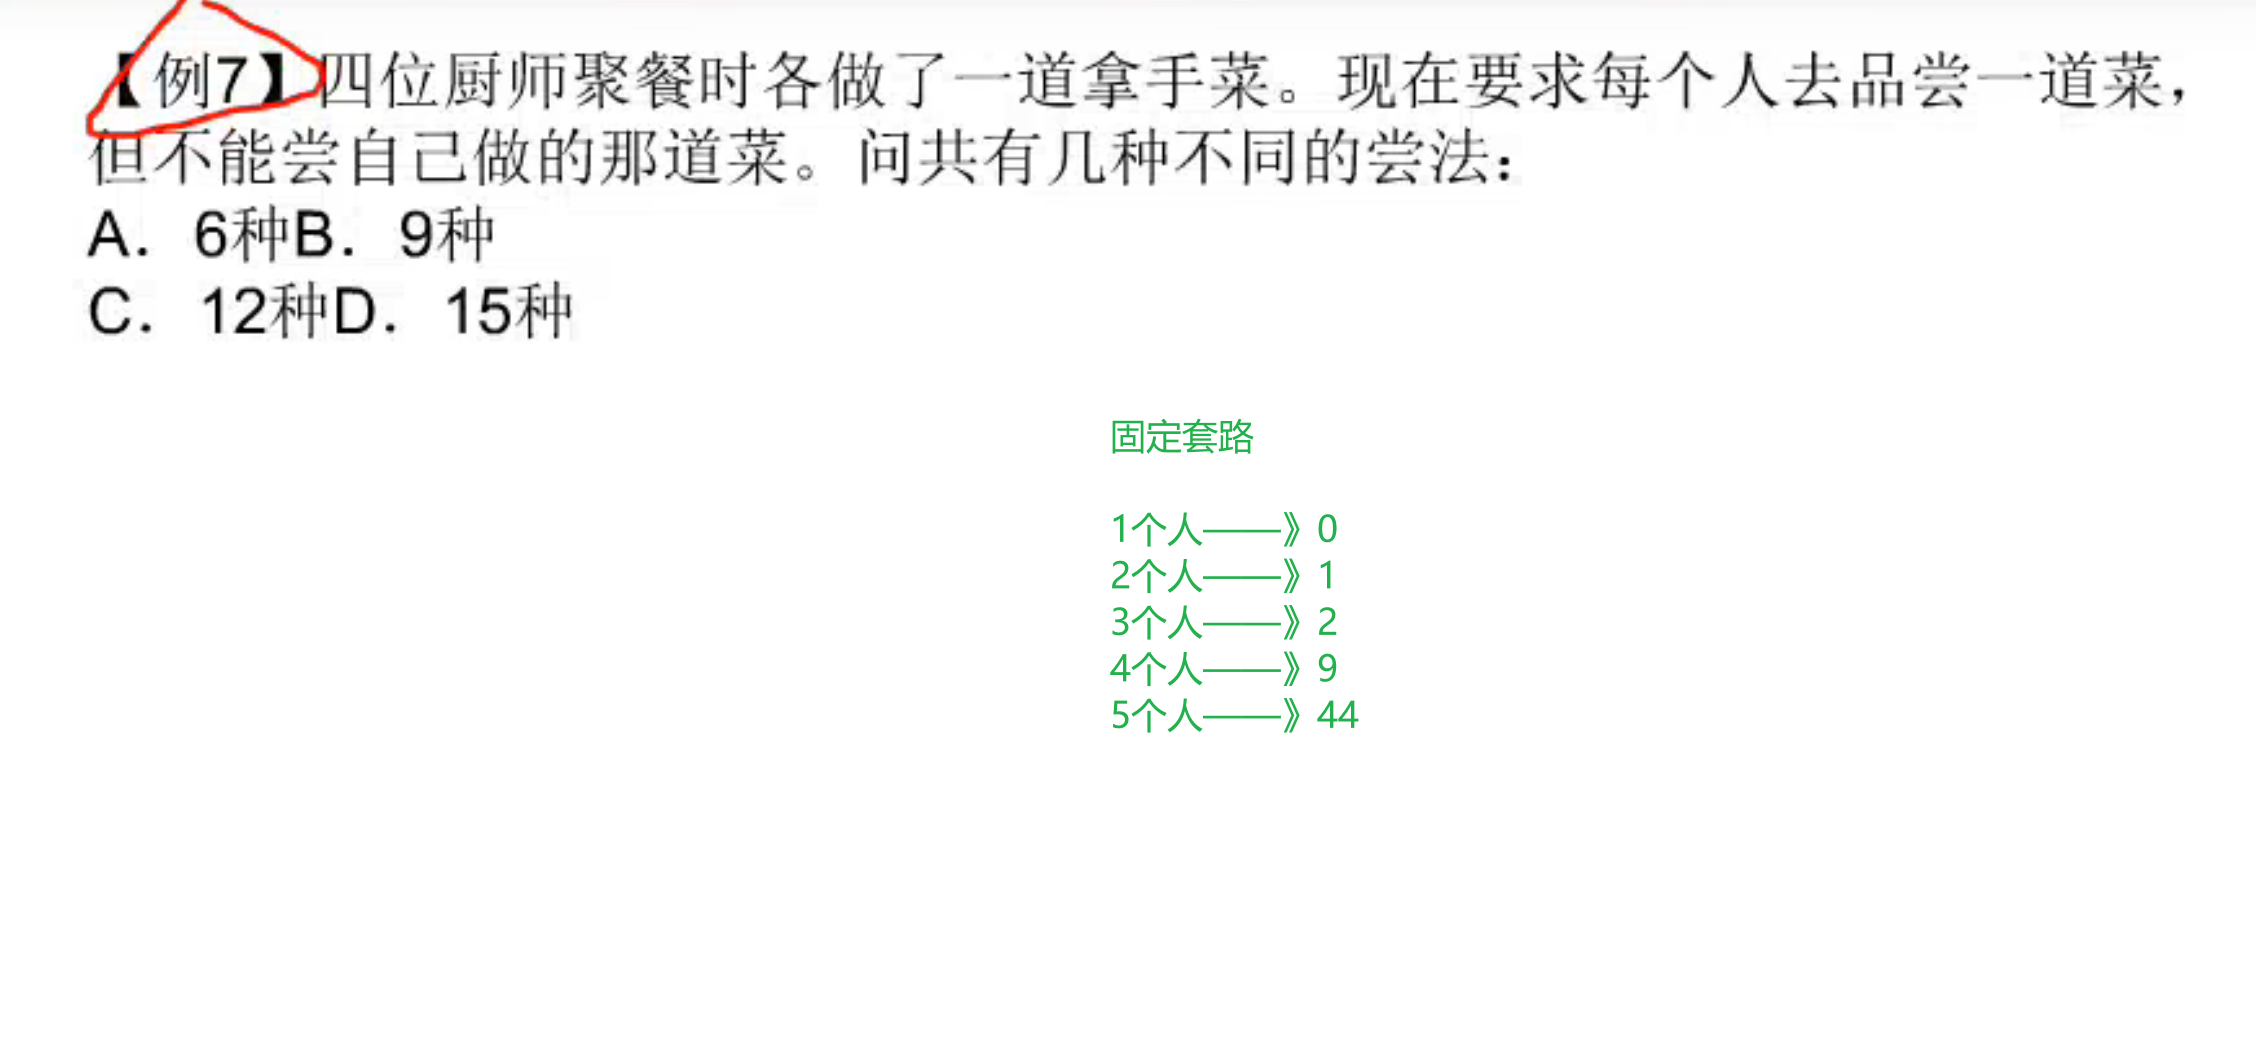 【例7】四位厨师聚餐时各做了一道拿手菜。现在要求每个人去品尝一道菜，
但不能尝自己做的那道菜。问共有几种不同的尝法：
A．6种B．9种
C．12种D．15种
固定套路
1个人——》0
2个人——》1
3个人——》2
4个人——》9
5个人——》44